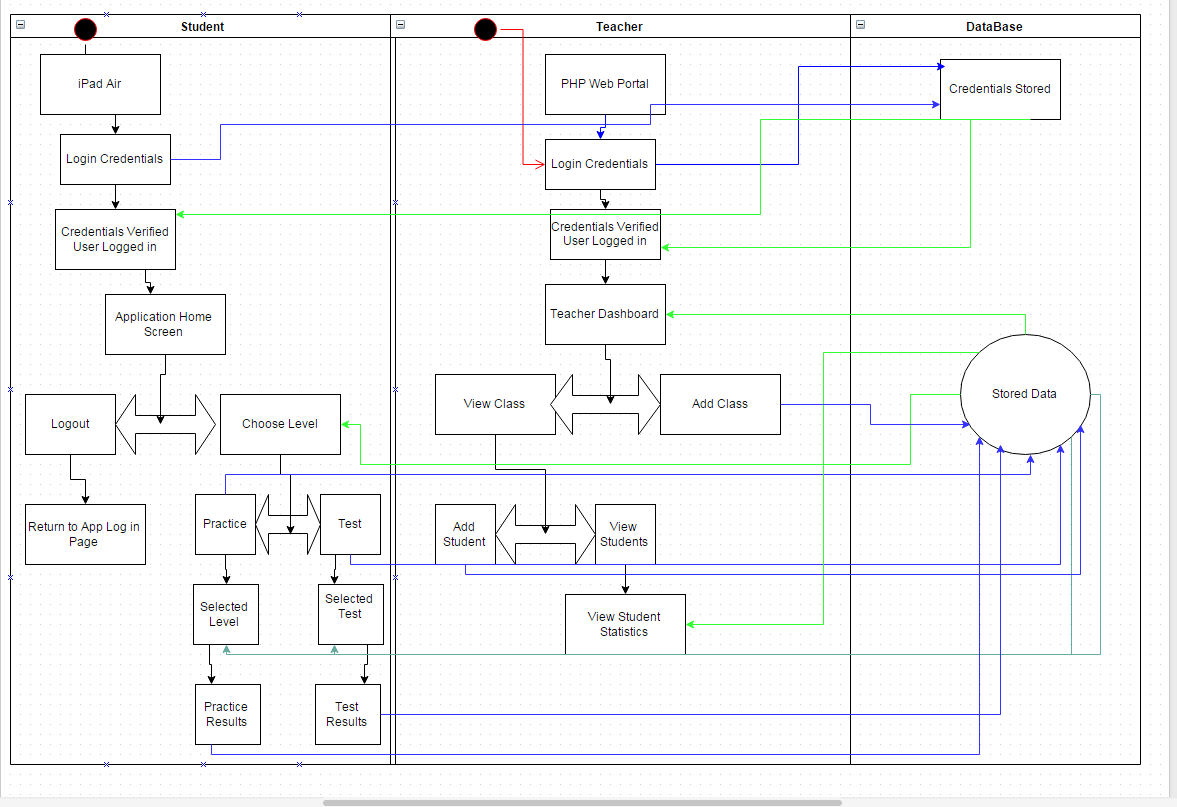 Student
Teacher
DataBase
iPad Air
PHP Web Portal
Credentials Stored
Login Credentials
Login Credentials
Credentials Verified
User Logged in
Credentials Verified
User Logged in
Application Home
Screen
Teacher Dashboard
Stored Data
Logout
Choose Level
View Class
Add Class
Return to App Log in
Page
Practice
Test
Add
Student
View
Students
Selected
Level
Selected
Test
View Student
Statistics
Practice
Results
Test
Results